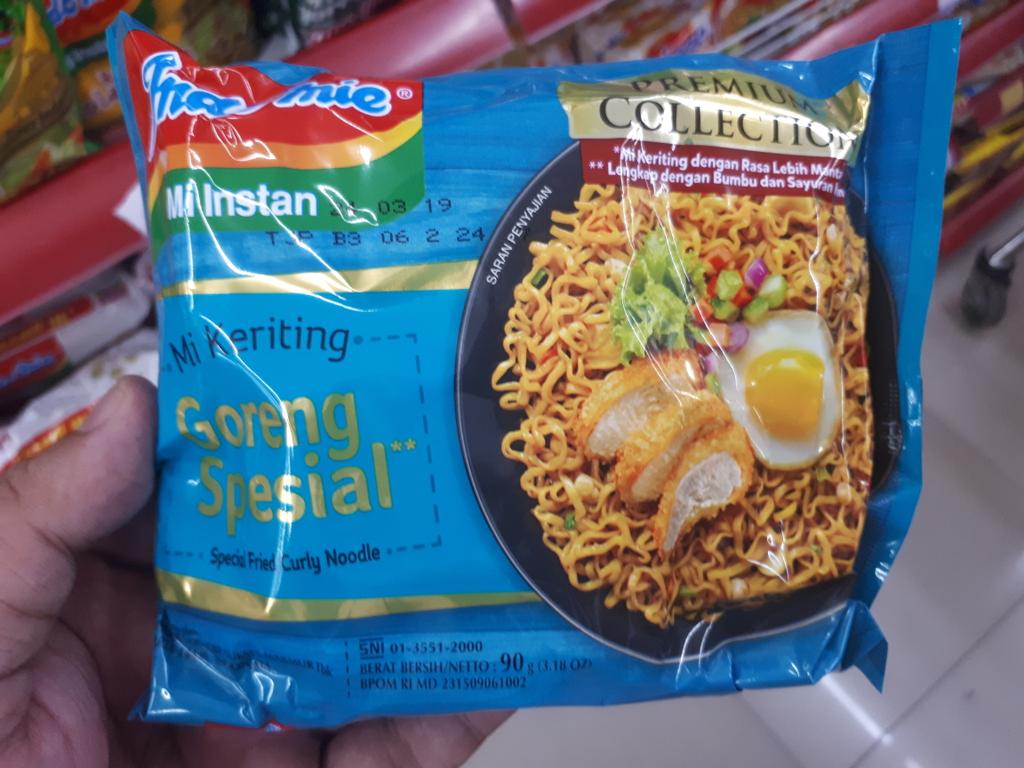 Indomie®
Mi Instan
03 19
TJP B3 06 2 24
PREMIUM
COLLECTION
*Mi Keriting dengan Rasa Lebih
** Lengkap dengan Bumbu dan Sayuran
SARAN PENYAJIAN
Mi Keriting
Goreng
Spesial**
Special Fried Curly Noodle
SNI 01-3551-2000
BERAT BERSIH/NETTO : 90 g (3.18 OZ)
BPOM RI MD 231509061002